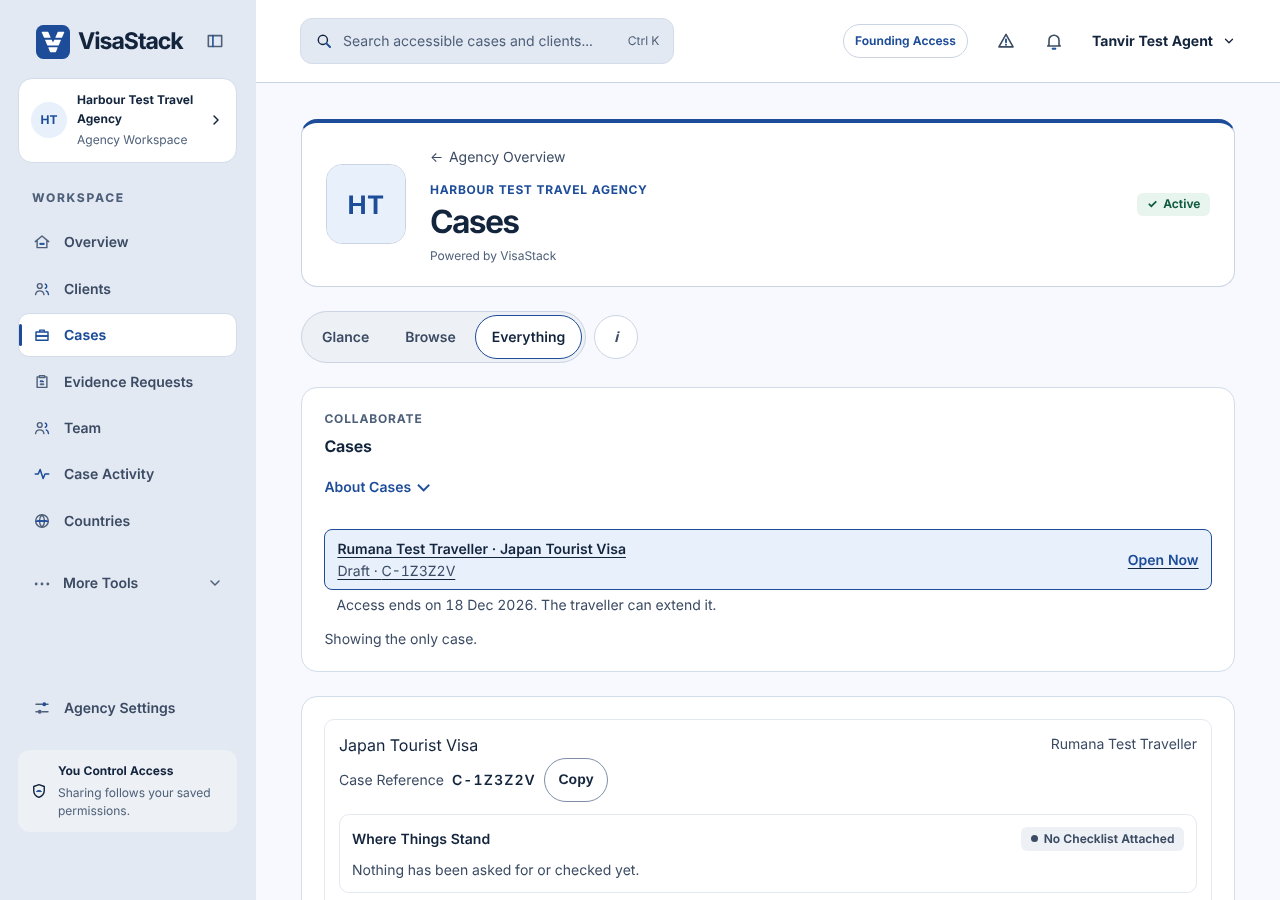 VisaStack
Search accessible cases and clients...
Ctrl K
Founding Access
Tanvir Test Agent
HT
Harbour Test Travel
Agency
Agency Workspace
WORKSPACE
Overview
Clients
Cases
Evidence Requests
Team
Case Activity
Countries
More Tools
Agency Settings
You Control Access
Sharing follows your saved
permissions.
← Agency Overview
HT
HARBOUR TEST TRAVEL AGENCY
Cases
Powered by VisaStack
Active
Glance
Browse
Everything
i
COLLABORATE
Cases
About Cases
Rumana Test Traveller · Japan Tourist Visa
Draft · C-1Z3Z2V
Open Now
Access ends on 18 Dec 2026. The traveller can extend it.
Showing the only case.
Japan Tourist Visa
Rumana Test Traveller
Case Reference C-1Z3Z2V
Copy
Where Things Stand
No Checklist Attached
Nothing has been asked for or checked yet.